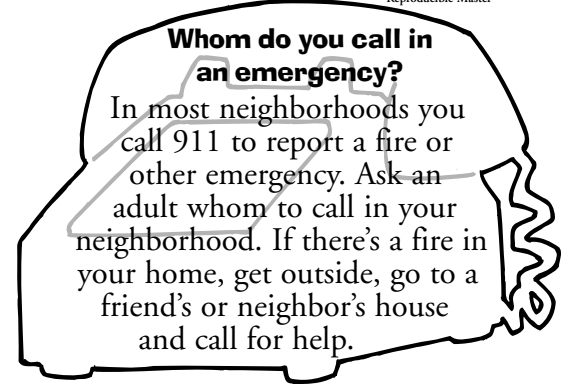 Reproducible Master
Whom do you call in
an emergency?
In most neighborhoods you
call 911 to report a fire or
other emergency. Ask an
adult whom to call in your
neighborhood. If there's a fire in
your home, get outside, go to a
friend's or neighbor's house
and call for help.